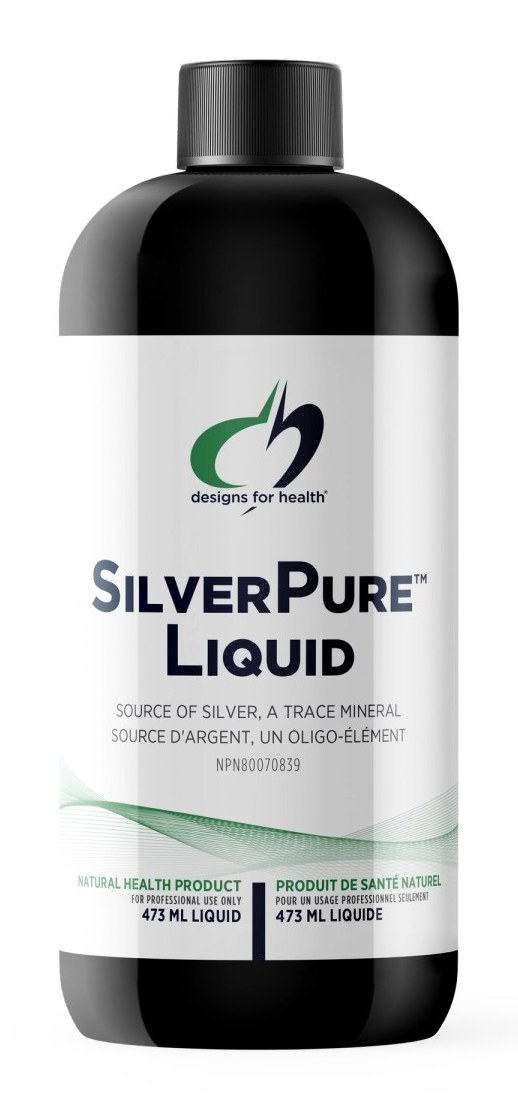 designs for health®
SILVERPURE™
LIQUID
SOURCE OF SILVER, A TRACE MINERAL
SOURCE D'ARGENT, UN OLIGO-ÉLÉMENT
NPN80070839
NATURAL HEALTH PRODUCT
FOR PROFESSIONAL USE ONLY
473 ML LIQUID
PRODUIT DE SANTÉ NATUREL
POUR UN USAGE PROFESSIONNEL SEULEMENT
473 ML LIQUIDE